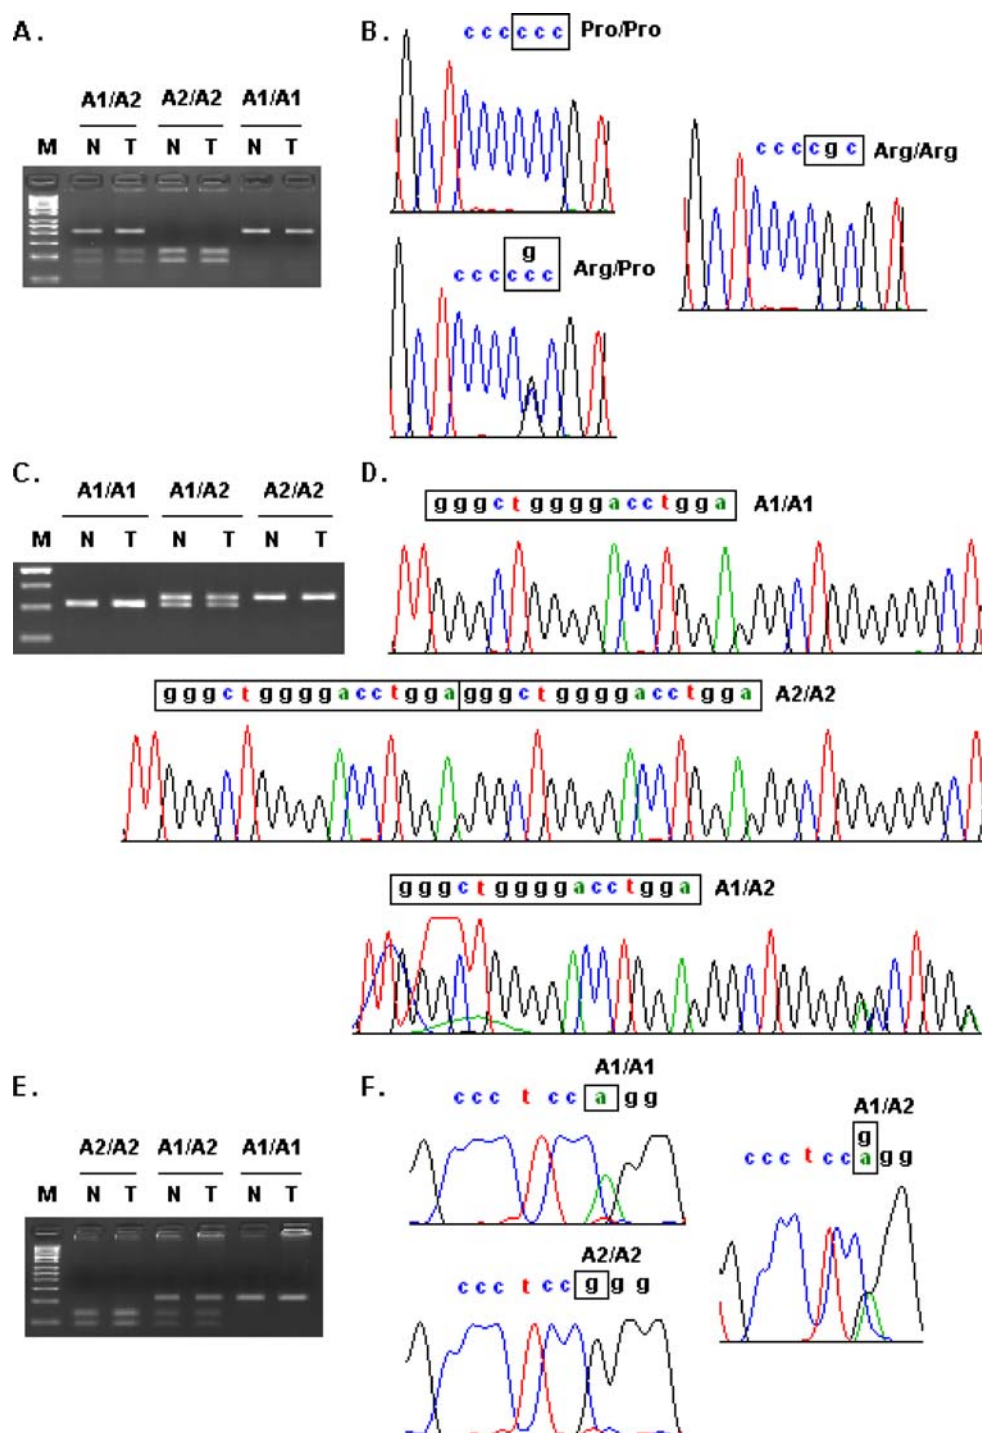 A.
A1/A2 A2/A2 A1/A1
M N T N T N T
B.
c c c c c c Pro/Pro
c c c c g c Arg/Arg
g
c c c c c c Arg/Pro
C.
A1/A1 A1/A2 A2/A2
M N T N T N T
D.
g g g c t g g g g a c c t g g a A1/A1
g g g c t g g g g a c c t g g a g g g c t g g g g a c c t g g a A2/A2
g g g c t g g g g a c c t g g a A1/A2
E.
A2/A2 A1/A2 A1/A1
M N T N T N T
F.
A1/A1
c c c t c c a g g
A1/A2
g
c c c t c c a g g
A2/A2
c c c t c c g g g